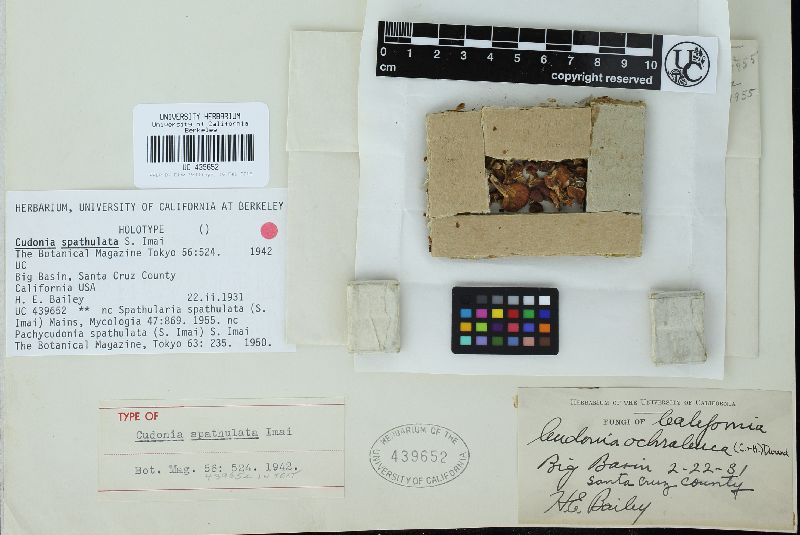 0 1 2 3 4 5 6 7 8 9 10
cm
copyright reserved
UC
UNIVERSITY HERBARIUM
University of California
Berkeley
UC 439652
HERBARIUM, UNIVERSITY OF CALIFORNIA AT BERKELEY
HOLOTYPE ()
Cudonia spathulata S. Imai
The Botanical Magazine Tokyo 56:524. 1942
UC
Big Basin, Santa Cruz County
California USA
H. E. Bailey 22.ii.1931
UC 439652 ** nc Spathularia spathulata (S.
Imai) Mains, Mycologia 47:869. 1955. nc
Pachycudonia spathulata (S. Imai) S. Imai
The Botanical Magazine, Tokyo 63: 235. 1950.
TYPE OF
Cudonia spathulata Imai
Bot. Mag. 56: 524. 1942.
439652 in text
HERBARIUM OF THE
439652
UNIVERSITY OF CALIFORNIA
HERBARIUM OF THE UNIVERSITY OF CALIFORNIA
FUNGI OF California
Cudonia ochraleuca (C.+H.) Durand
Big Basin 2-22-31
Santa Cruz County
H.E. Bailey